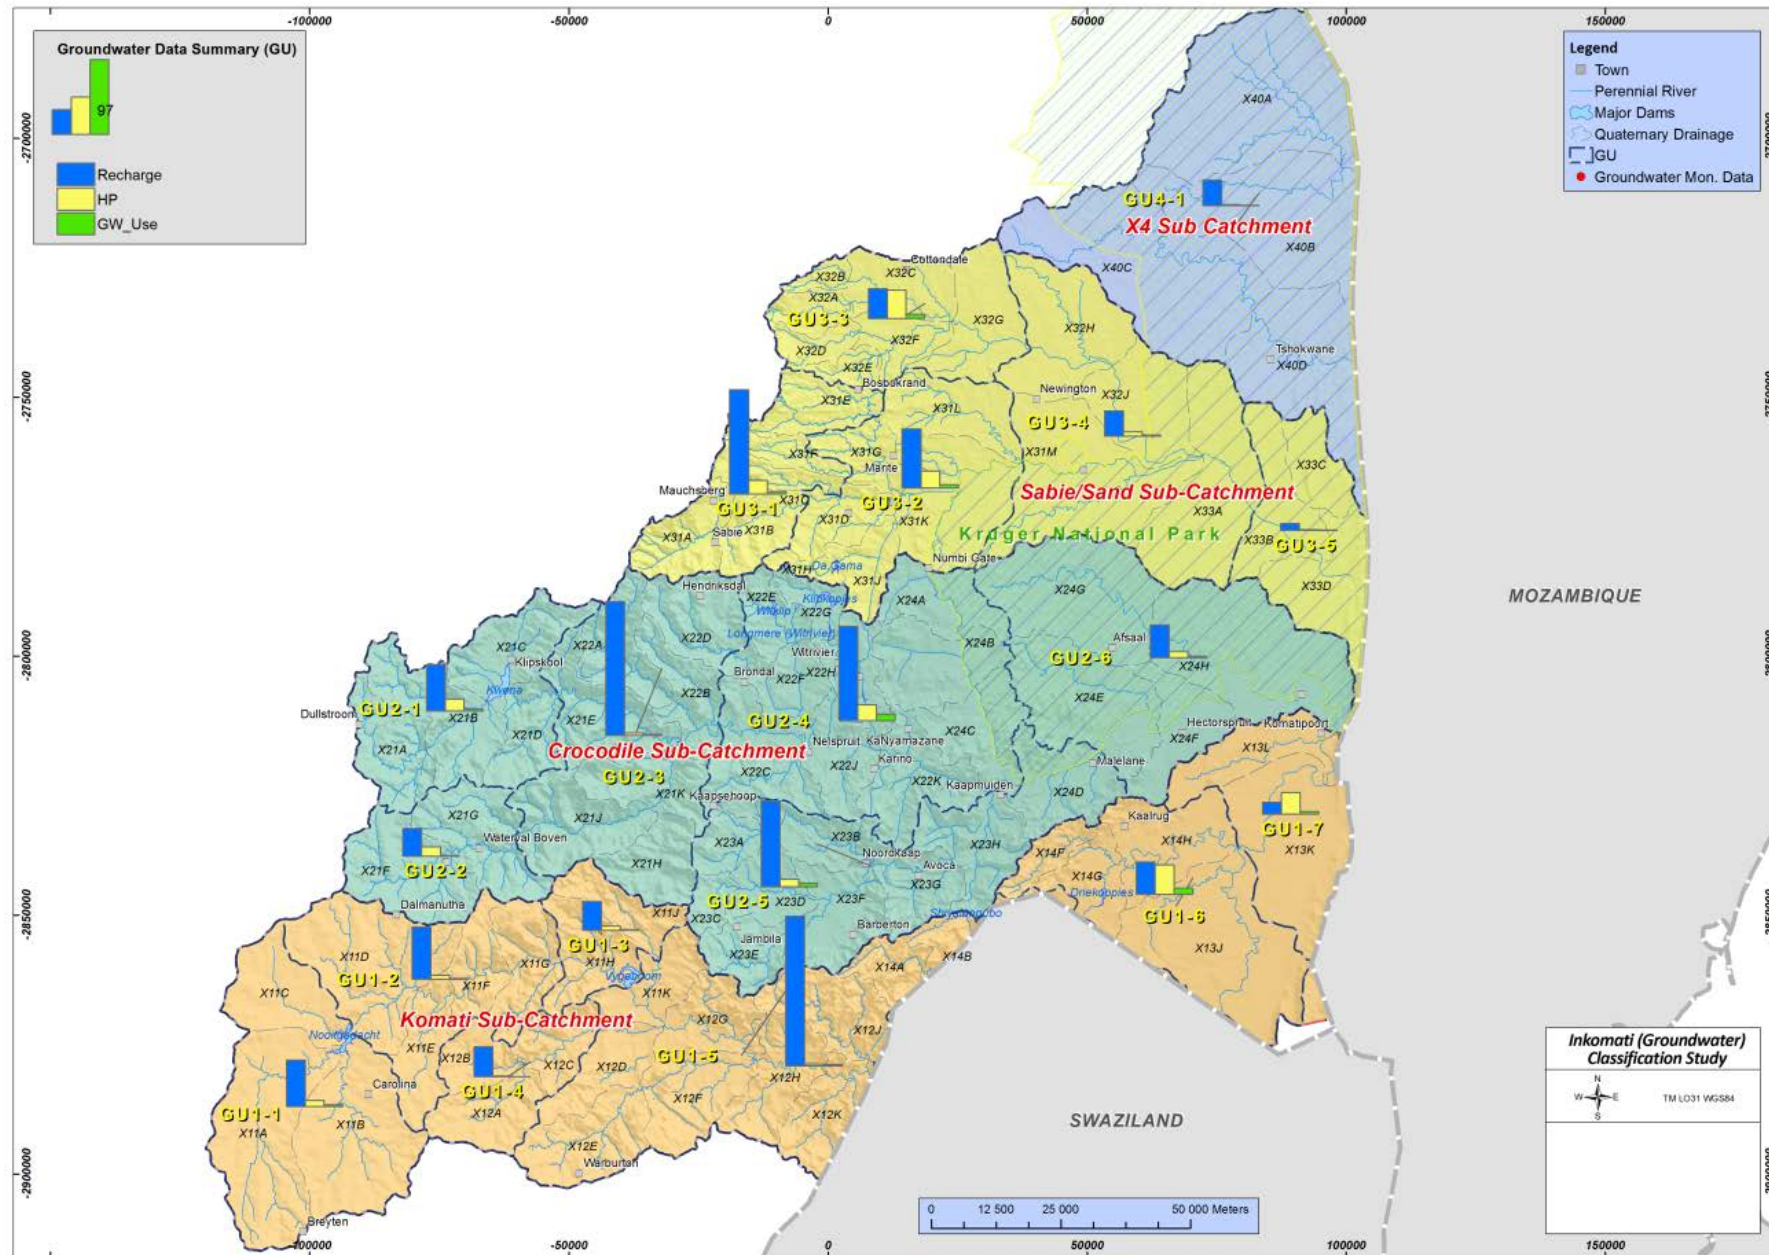 -100000
-50000
0
50000
100000
150000
Groundwater Data Summary (GU)
97
Recharge
HP
GW_Use
Legend
Town
Perennial River
Major Dams
Quaternary Drainage
GU
Groundwater Mon. Data
-2700000
-2750000
-2800000
-2850000
-2900000
X40A
GU4-1
X4 Sub Catchment
X40B
X40C
Tshokwane
X40D
Cottondale
X32B
X32C
X32A
GU3-3
X32G
X32H
X32F
X32D
X32E
Bosbokrand
X31E
Newington
X32J
X31L
GU3-4
X31F
X31G
X31M
Marite
X33C
Mauchsberg
X31C
GU3-1
GU3-2
Sabie/Sand Sub-Catchment
X31D
X31K
X33A
X31B
Sabie
X31A
Kruger National Park
X33B
GU3-5
Numbi Gate
X31H
Da Gama
X31J
X33D
Hendriksdal
X22E
Klipkopjes
Witklip
X22G
X24A
X24G
Longmere (Witrivier)
X22D
X22A
X21C
Klipskool
Witrivier
X24B
Afsaal
GU2-6
X24H
Brondal
X22H
X22F
Kwena
X22B
X24E
Dullstroon
GU2-1
X21B
X21E
GU2-4
X21D
X24C
Hectorspruit
Komatipoort
X24F
X21A
Crocodile Sub-Catchment
Nelspruit
KaNyamazane
X13L
Karino
X22C
X22J
Malelane
GU2-3
X22K
Kaapmuiden
X21K
Kaapsehoop
X24D
X21G
X21J
Waterval Boven
X23A
X23B
X23H
Kaalrug
GU1-7
X14H
X13K
X14F
X21F
GU2-2
X21H
Noordkaap
Avoca
X23G
X14G
Driekoppies
GU2-5
X23D
X23F
GU1-6
Dalmanutha
X23C
X11J
Shiyalongubo
Barberton
Jambila
GU1-3
X13J
X11D
X23E
X11G
X11H
X14A
X14B
GU1-2
X11F
Vygeboom
X11C
X11K
Komati Sub-Catchment
X12G
X12J
Nooitgedacht
X11E
X12B
X12C
X12D
GU1-5
X12H
Carolina
GU1-4
X12F
GU1-1
X11B
X12A
X12K
X11A
X12E
Warburton
Breyten
MOZAMBIQUE
SWAZILAND
Inkomati (Groundwater)
Classification Study
N
W
E
S
TM LO31 WGS84
0
12 500
25 000
50 000 Meters
-100000
-50000
0
50000
100000
150000